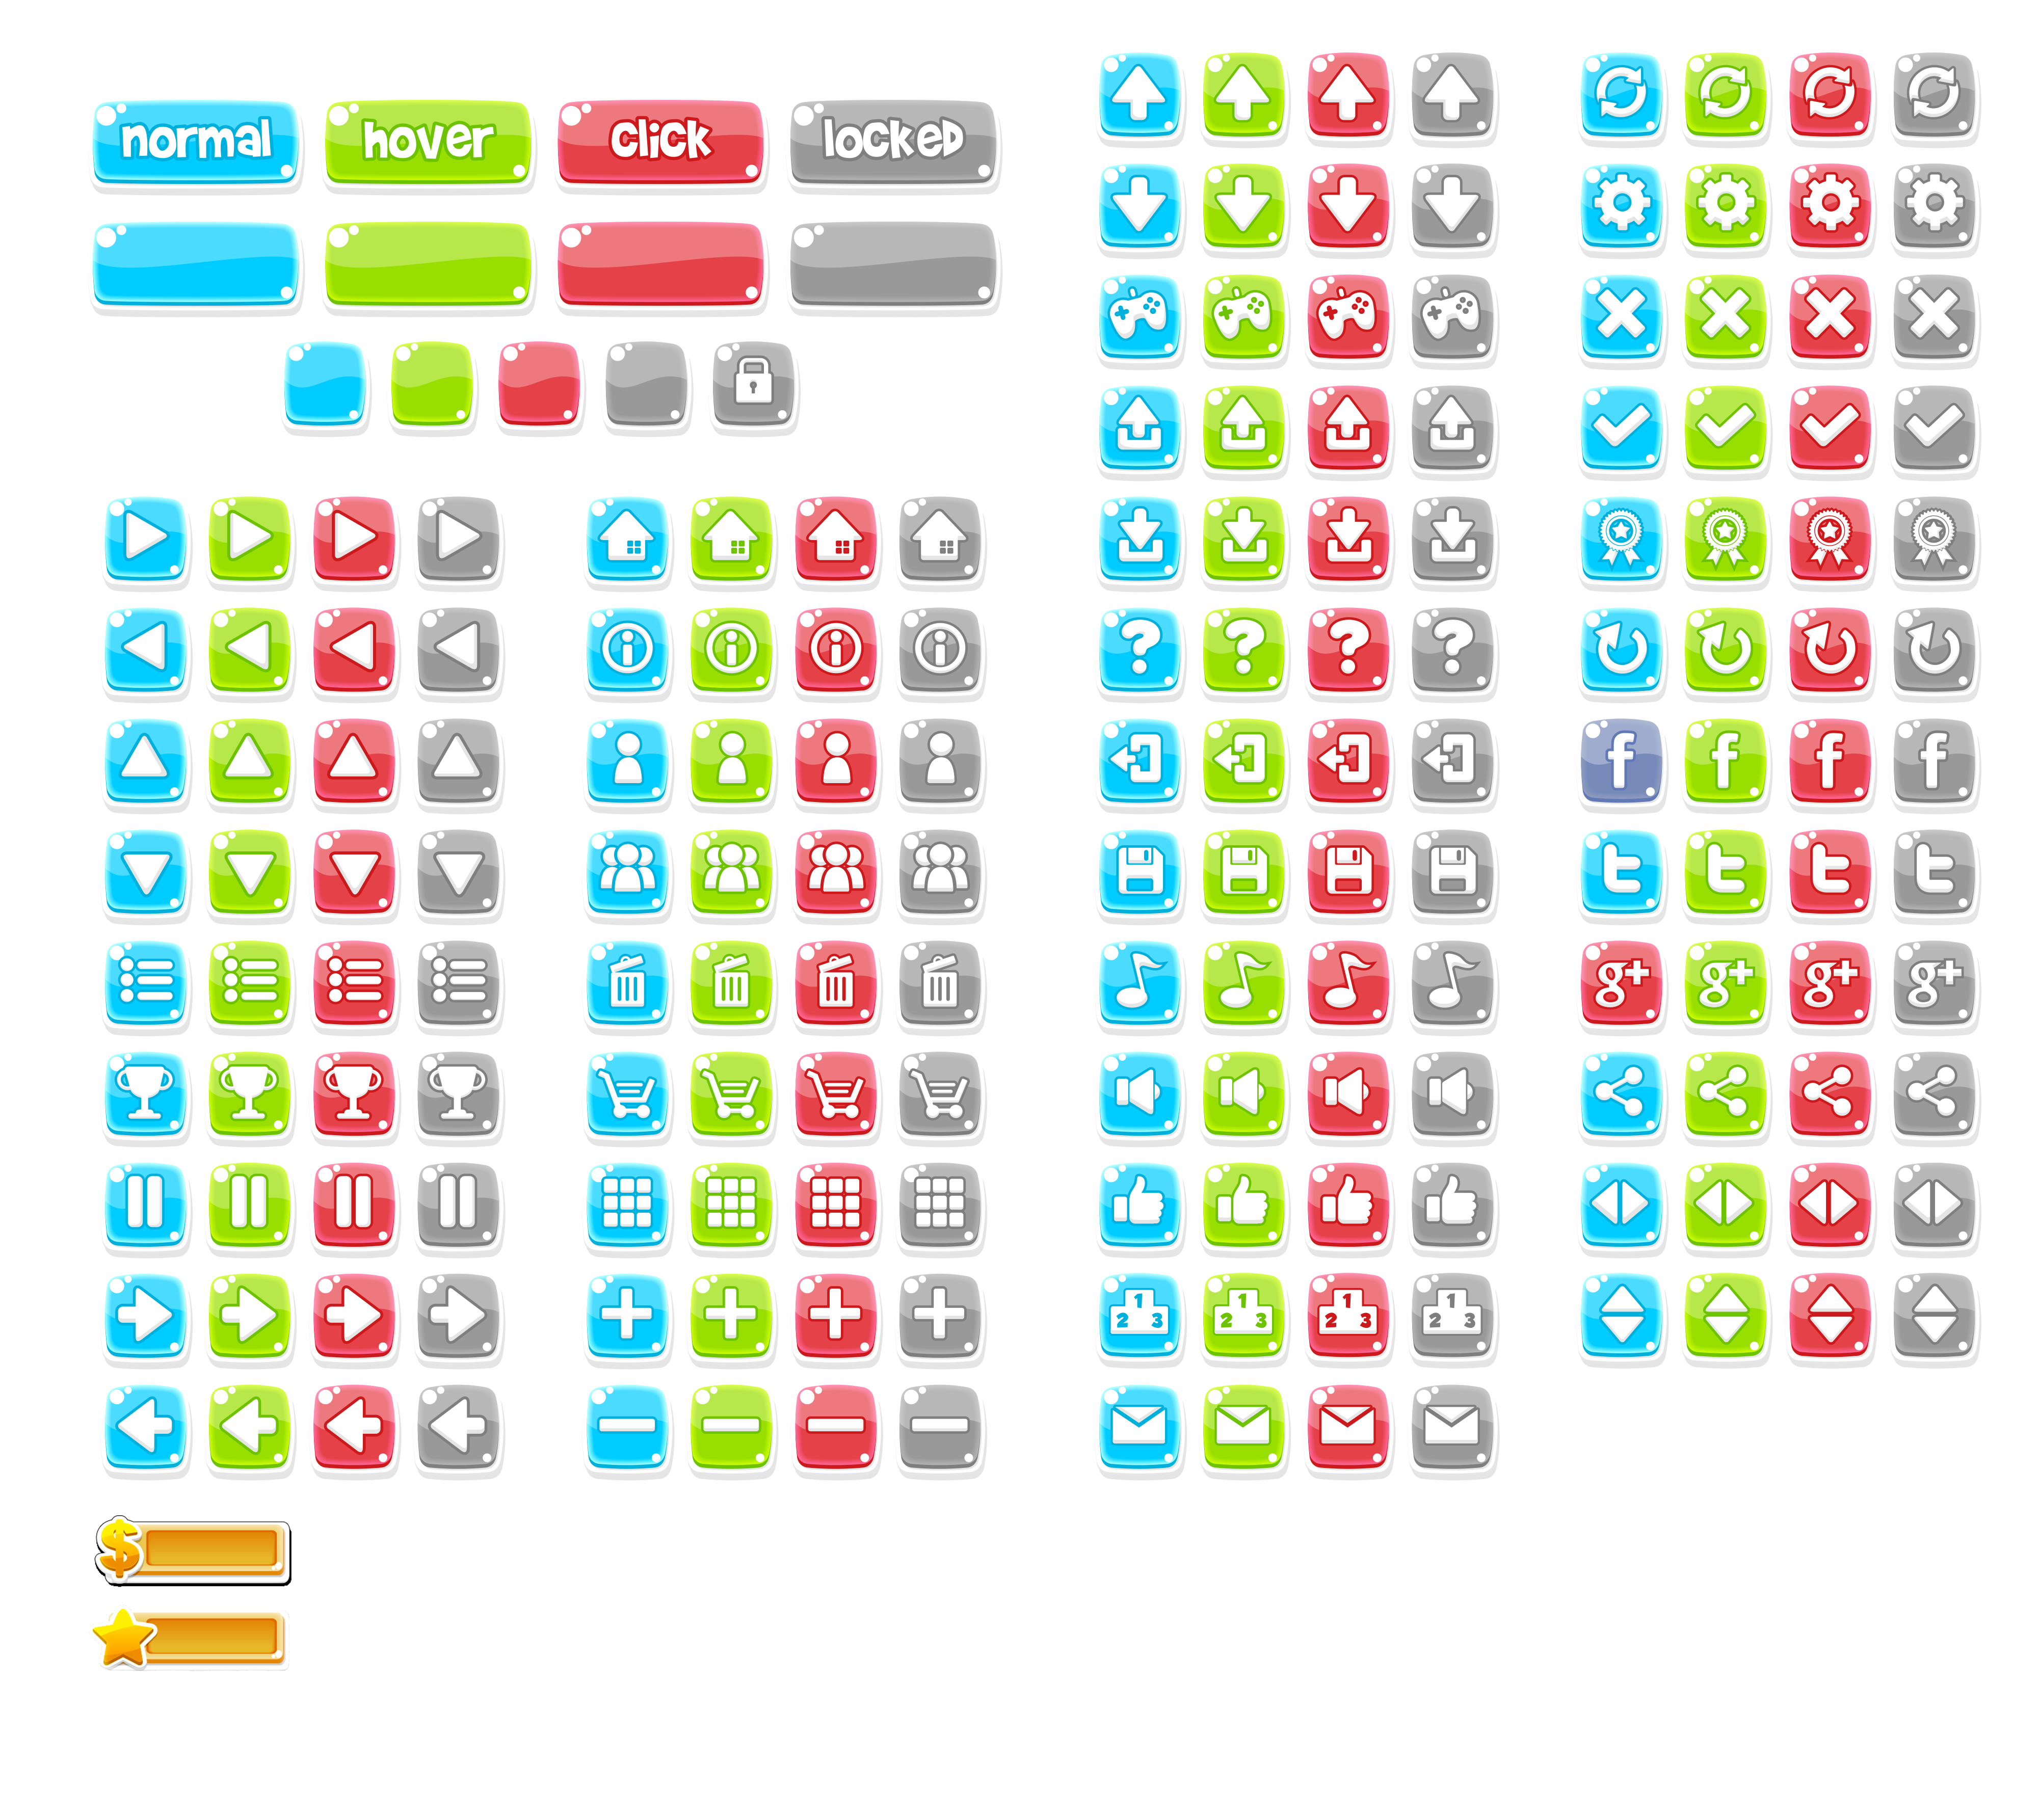 normal hover click locked
i i i i
? ? ? ?
f f f f
t t t t
g+ g+ g+ g+
1 1 1 1
2 3 2 3 2 3 2 3
$